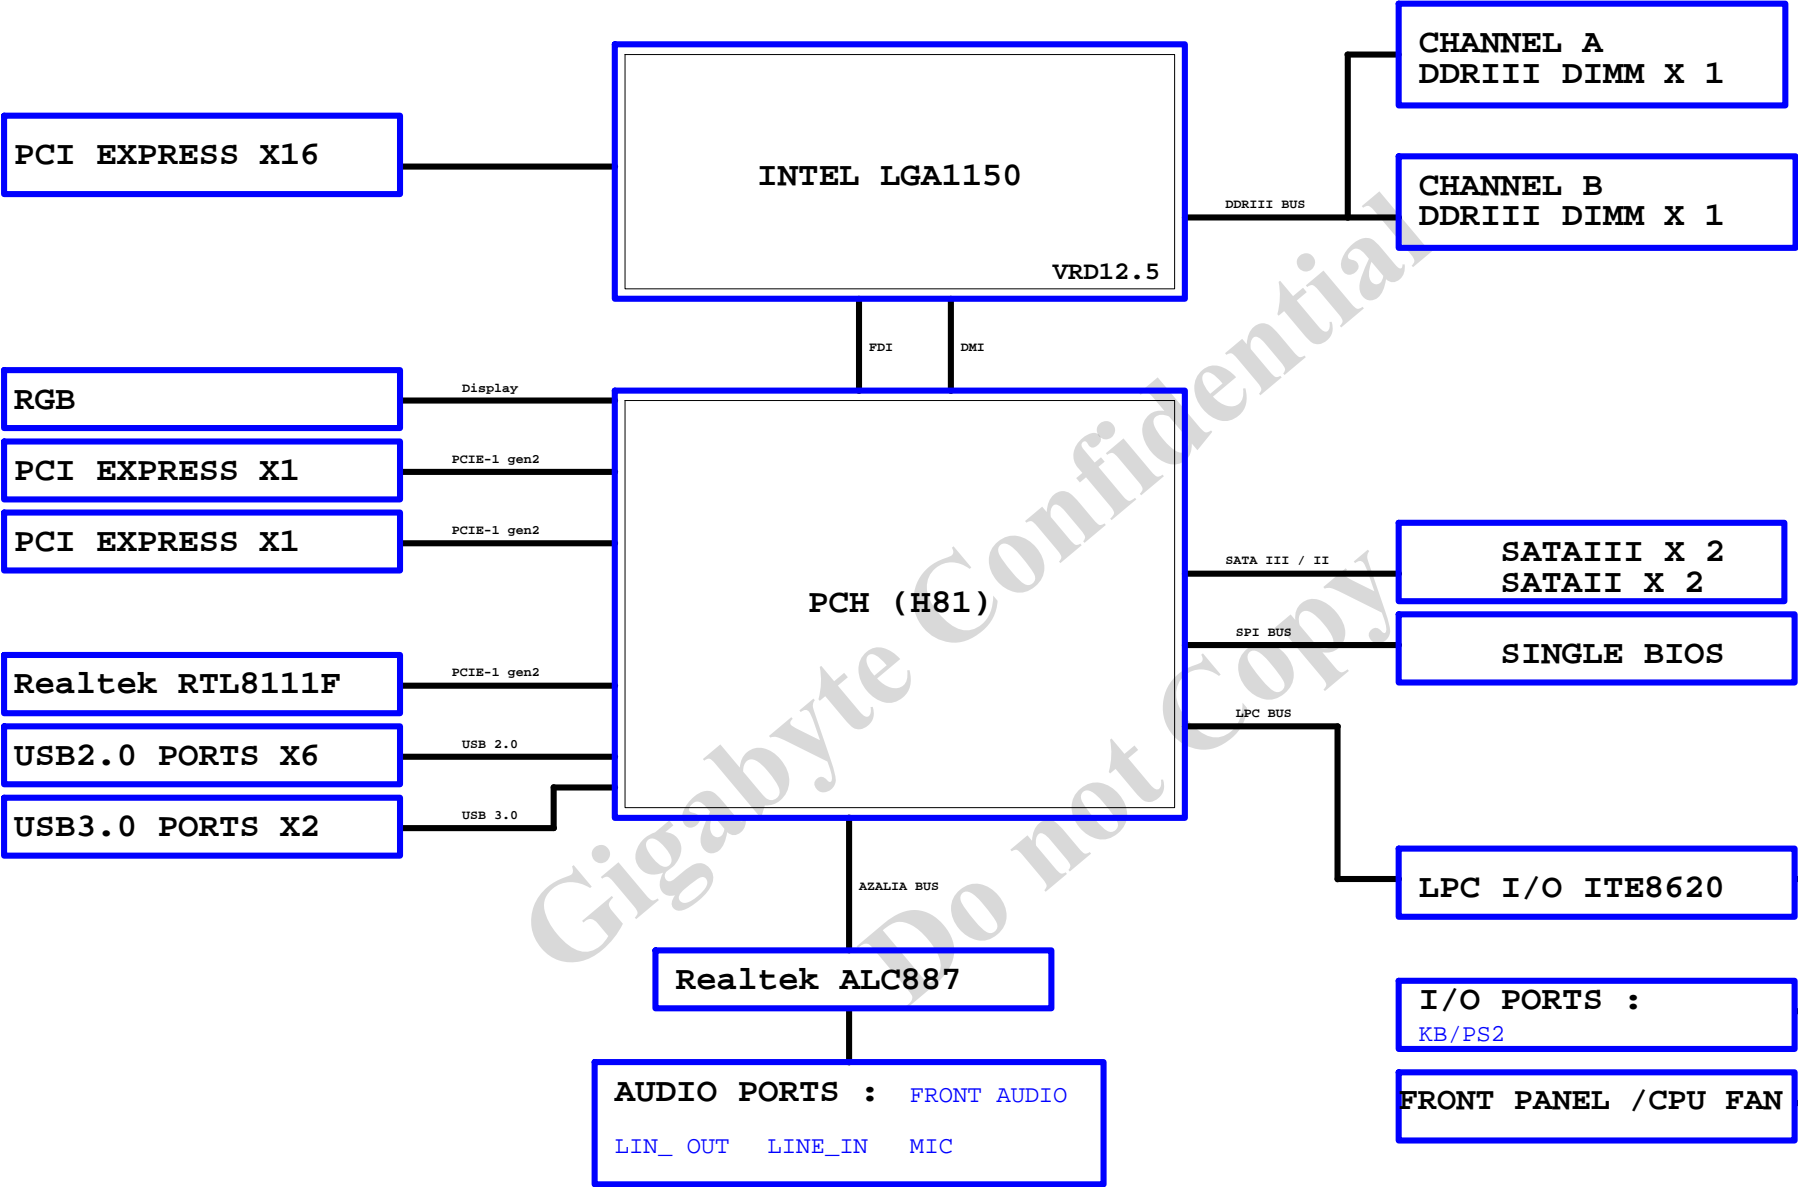 CHANNEL A
DDRIII DIMM X 1
PCI EXPRESS X16
INTEL LGA1150
VRD12.5
DDRIII BUS
CHANNEL B
DDRIII DIMM X 1
FDI
DMI
RGB
Display
PCI EXPRESS X1
PCIE-1 gen2
PCI EXPRESS X1
PCIE-1 gen2
PCH (H81)
SATA III / II
SATAIII X 2
SATAII X 2
SPI BUS
SINGLE BIOS
Realtek RTL8111F
PCIE-1 gen2
LPC BUS
USB2.0 PORTS X6
USB 2.0
USB3.0 PORTS X2
USB 3.0
AZALIA BUS
LPC I/O ITE8620
Realtek ALC887
I/O PORTS :
KB/PS2
AUDIO PORTS : FRONT AUDIO
LIN_ OUT LINE_IN MIC
FRONT PANEL /CPU FAN
Gigabyte Confidential
Do not Copy